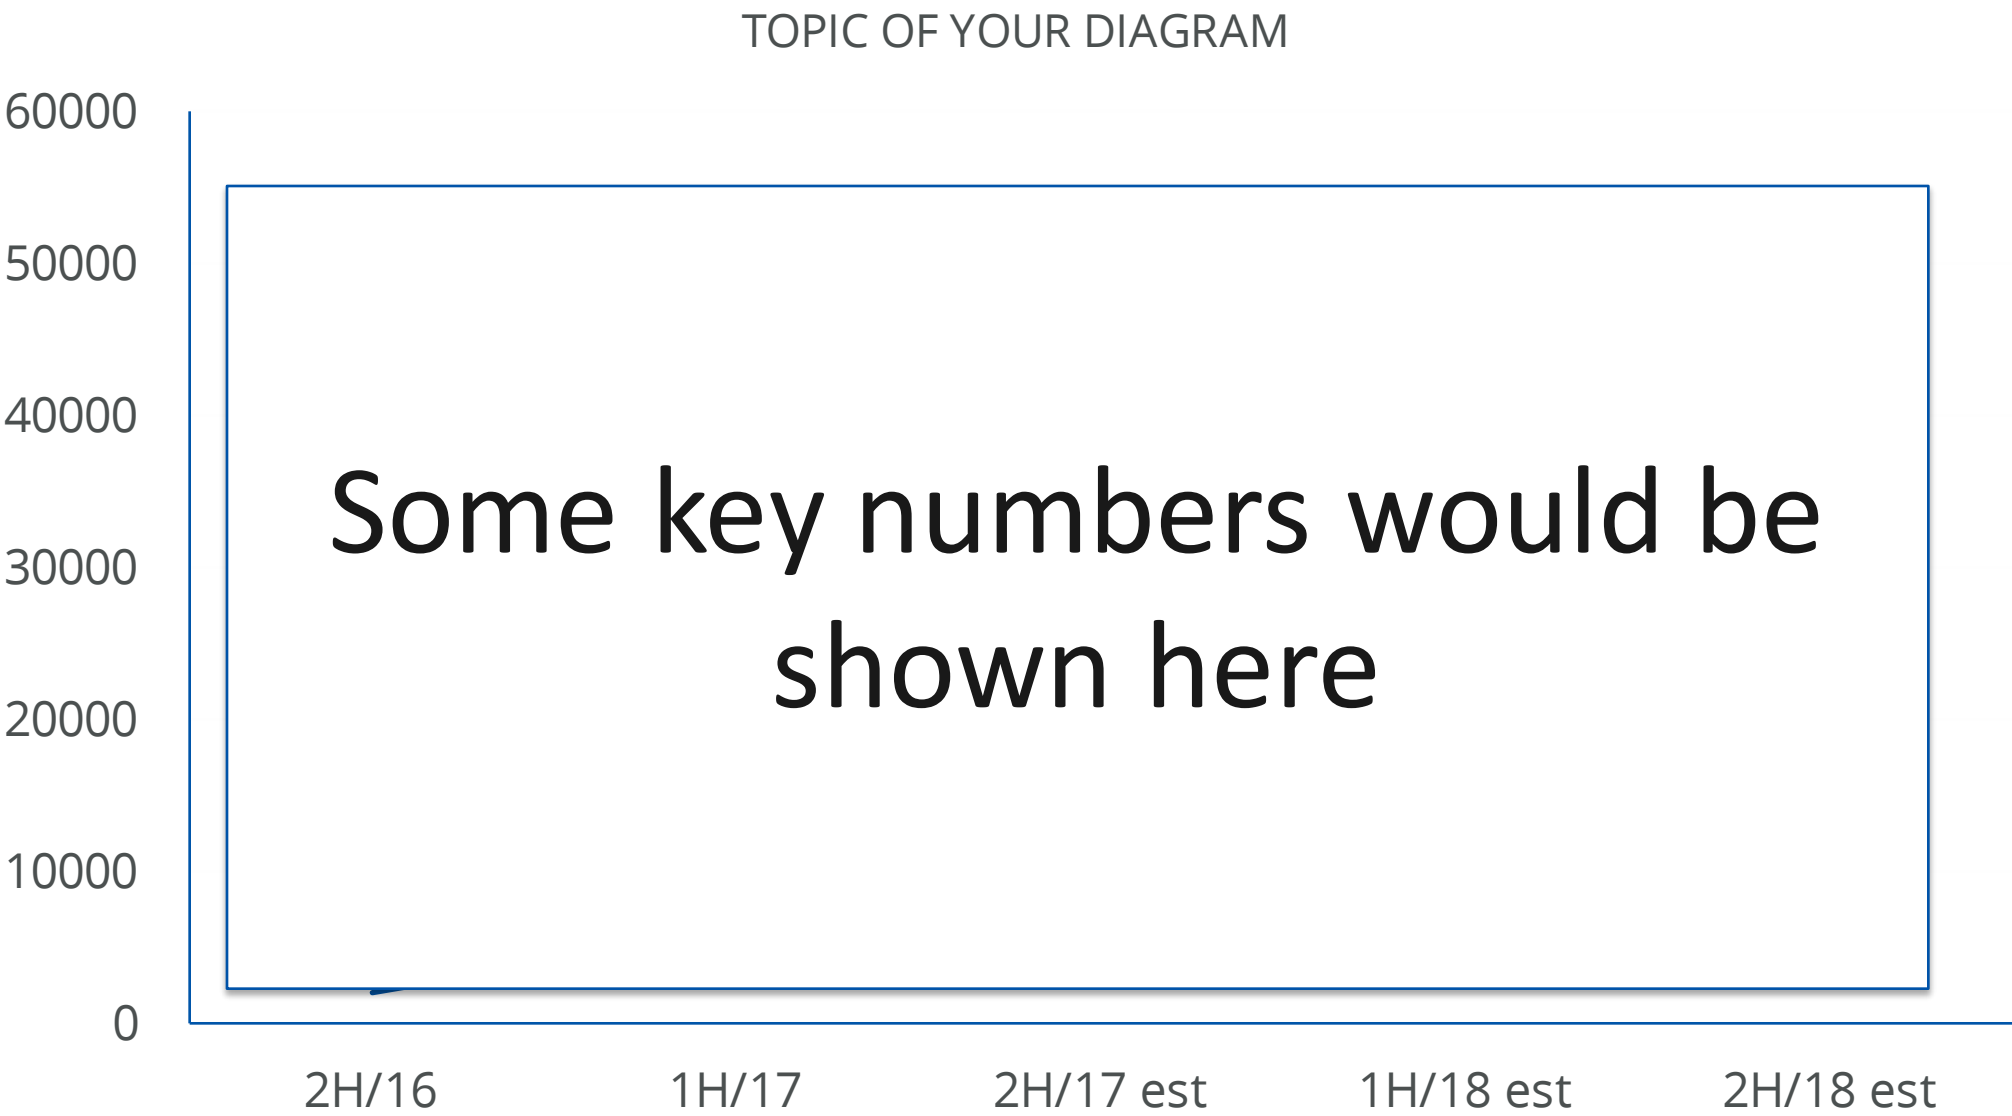 TOPIC OF YOUR DIAGRAM
60000
50000
40000
30000
20000
10000
0
Some key numbers would be
shown here
2H/16 1H/17 2H/17 est 1H/18 est 2H/18 est